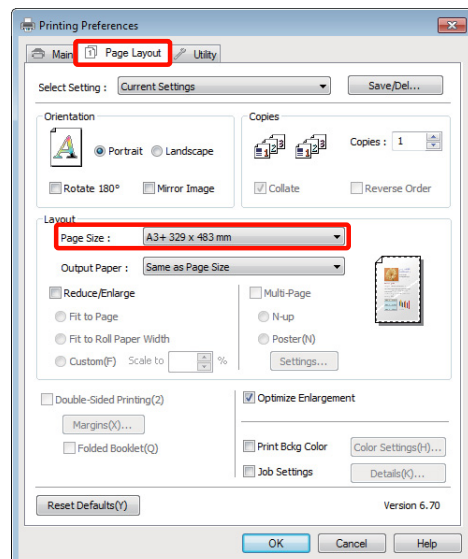 Printing Preferences
Main Page Layout Utility
Select Setting : Current Settings Save/Del...
Orientation Copies
Portrait Landscape Copies : 1
Rotate 180° Mirror Image Collate Reverse Order
Layout
Page Size : A3+ 329 x 483 mm
Output Paper : Same as Page Size
Reduce/Enlarge Multi-Page
Fit to Page N-up
Fit to Roll Paper Width Poster(N)
Custom(F) Scale to % Settings...
Double-Sided Printing(2) Optimize Enlargement
Margins(X)...
Folded Booklet(Q) Print Bckg Color Color Settings(H)...
Job Settings Details(K)...
Reset Defaults(Y) Version 6.70
OK Cancel Help